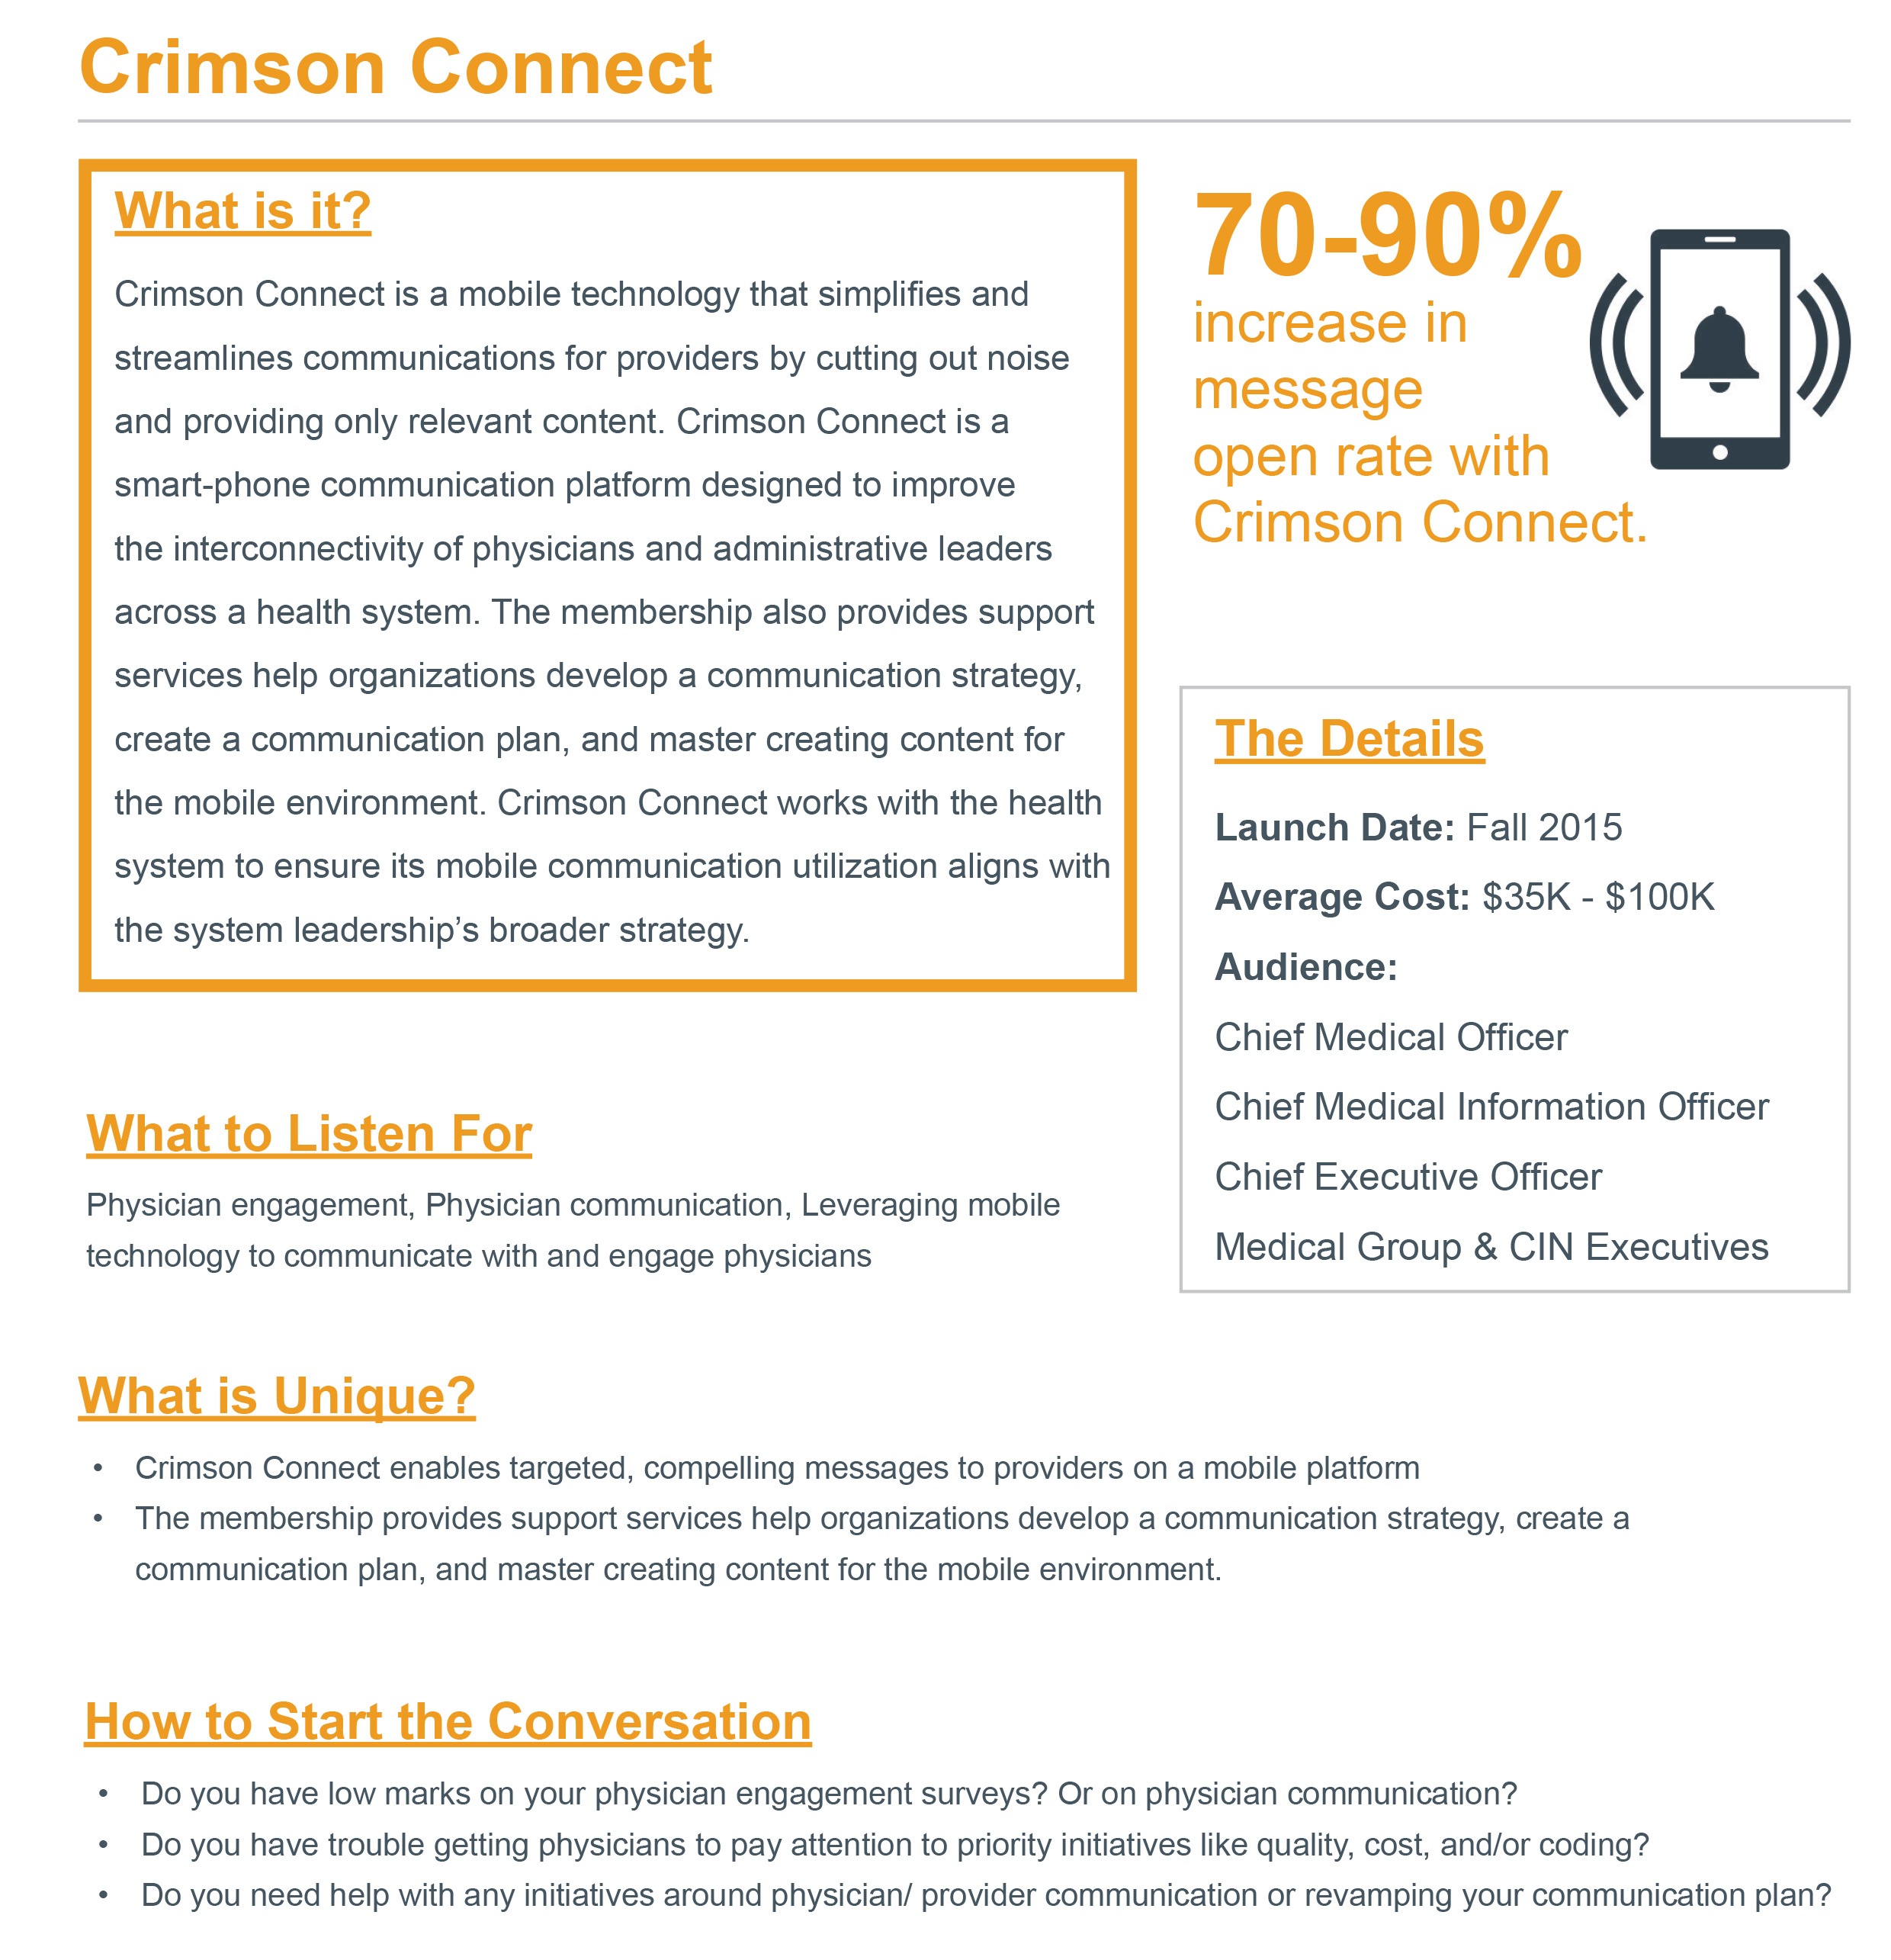 Crimson Connect
What is it?
Crimson Connect is a mobile technology that simplifies and
streamlines communications for providers by cutting out noise
and providing only relevant content. Crimson Connect is a
smart-phone communication platform designed to improve
the interconnectivity of physicians and administrative leaders
across a health system. The membership also provides support
services help organizations develop a communication strategy,
create a communication plan, and master creating content for
the mobile environment. Crimson Connect works with the health
system to ensure its mobile communication utilization aligns with
the system leadership’s broader strategy.
70-90%
increase in
message
open rate with
Crimson Connect.
The Details
Launch Date: Fall 2015
Average Cost: $35K - $100K
Audience:
Chief Medical Officer
Chief Medical Information Officer
Chief Executive Officer
Medical Group & CIN Executives
What to Listen For
Physician engagement, Physician communication, Leveraging mobile
technology to communicate with and engage physicians
What is Unique?
• Crimson Connect enables targeted, compelling messages to providers on a mobile platform
• The membership provides support services help organizations develop a communication strategy, create a
communication plan, and master creating content for the mobile environment.
How to Start the Conversation
• Do you have low marks on your physician engagement surveys? Or on physician communication?
• Do you have trouble getting physicians to pay attention to priority initiatives like quality, cost, and/or coding?
• Do you need help with any initiatives around physician/ provider communication or revamping your communication plan?